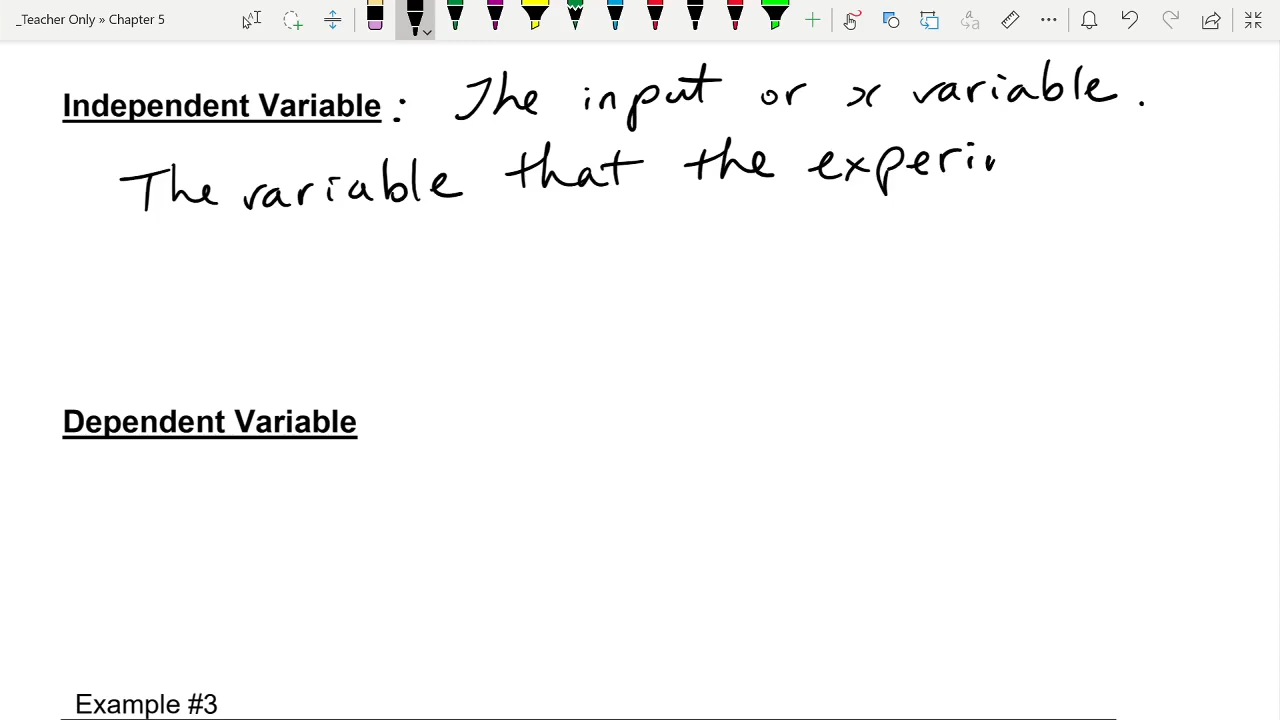 _Teacher Only » Chapter 5
Independent Variable : The input or x variable.
The variable that the experi
Dependent Variable
Example #3